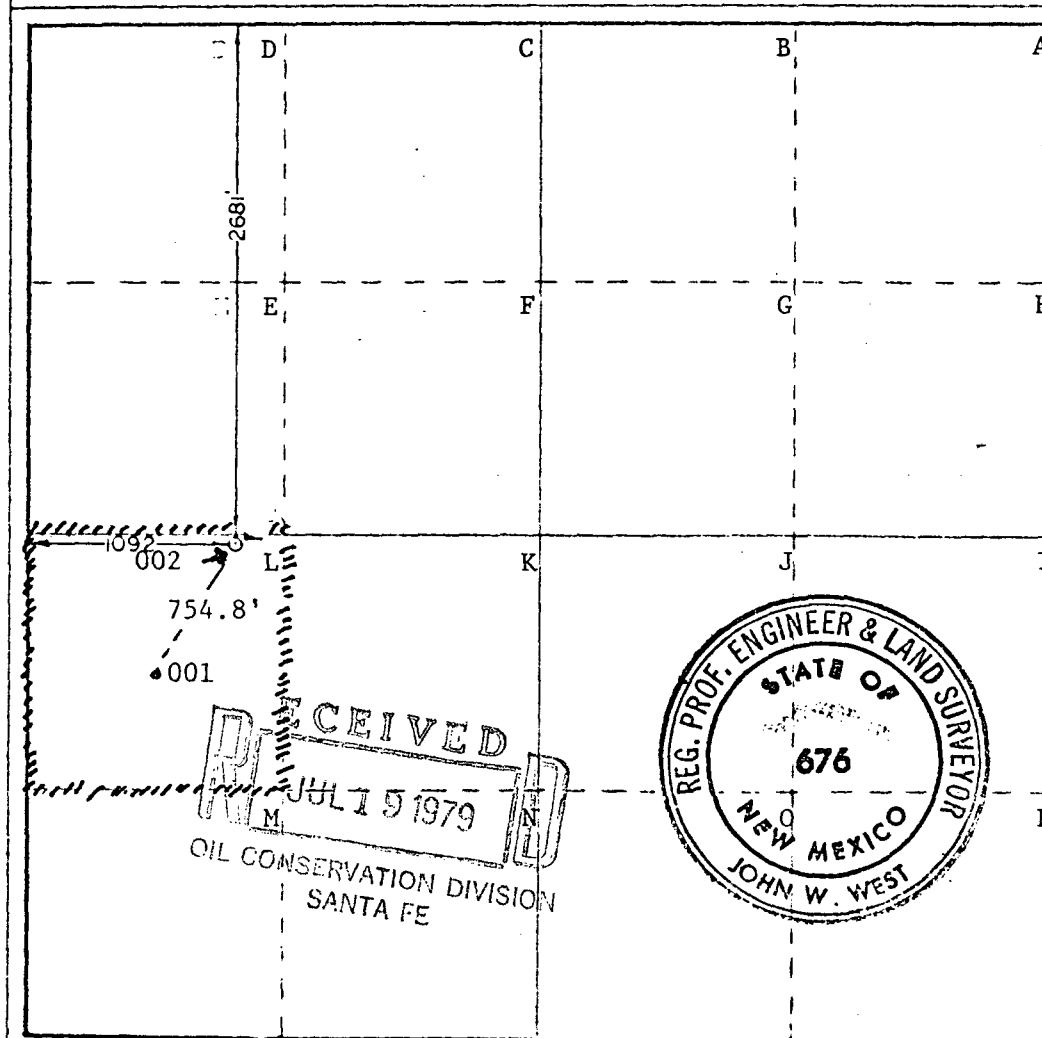 D C B A
2681'
E F G
1092
002 L K J
754.8'
001
REG. PROF. ENGINEER & LAND SURVEYOR
STATE OF
676
NEW MEXICO
JOHN W. WEST
RECEIVED
JUL 19 1979
M N O
OIL CONSERVATION DIVISION
SANTA FE